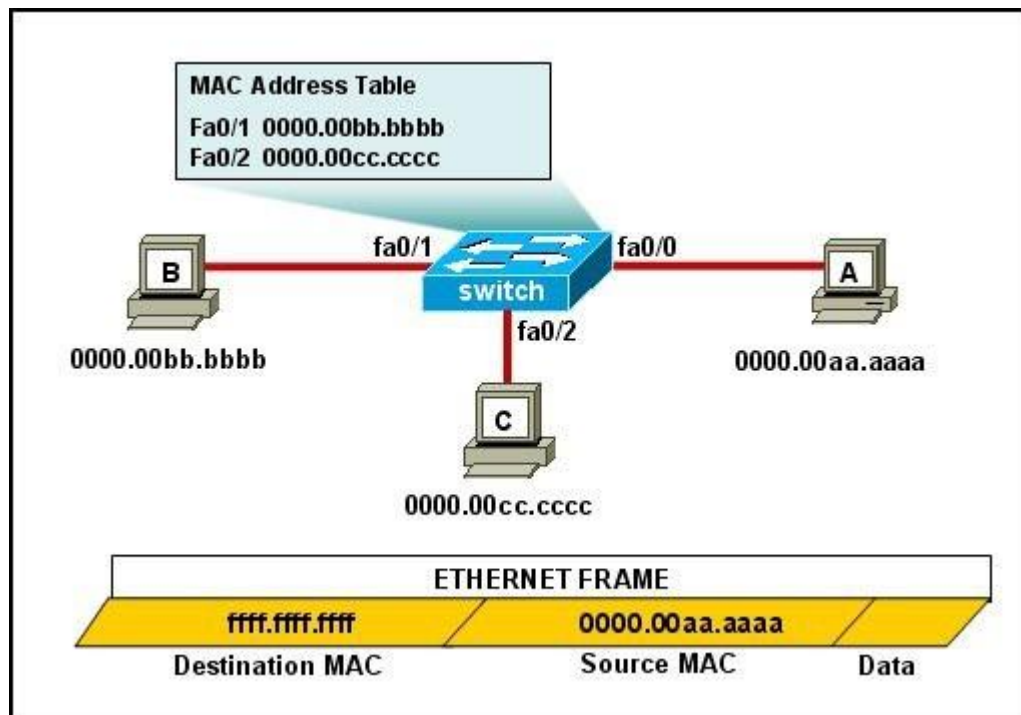 MAC Address Table
Fa0/1 0000.00bb.bbbb
Fa0/2 0000.00cc.cccc
fa0/1
fa0/0
B
A
switch
fa0/2
0000.00bb.bbbb
0000.00aa.aaaa
C
0000.00cc.cccc
ETHERNET FRAME
ffff.ffff.ffff
0000.00aa.aaaa
Destination MAC
Source MAC
Data